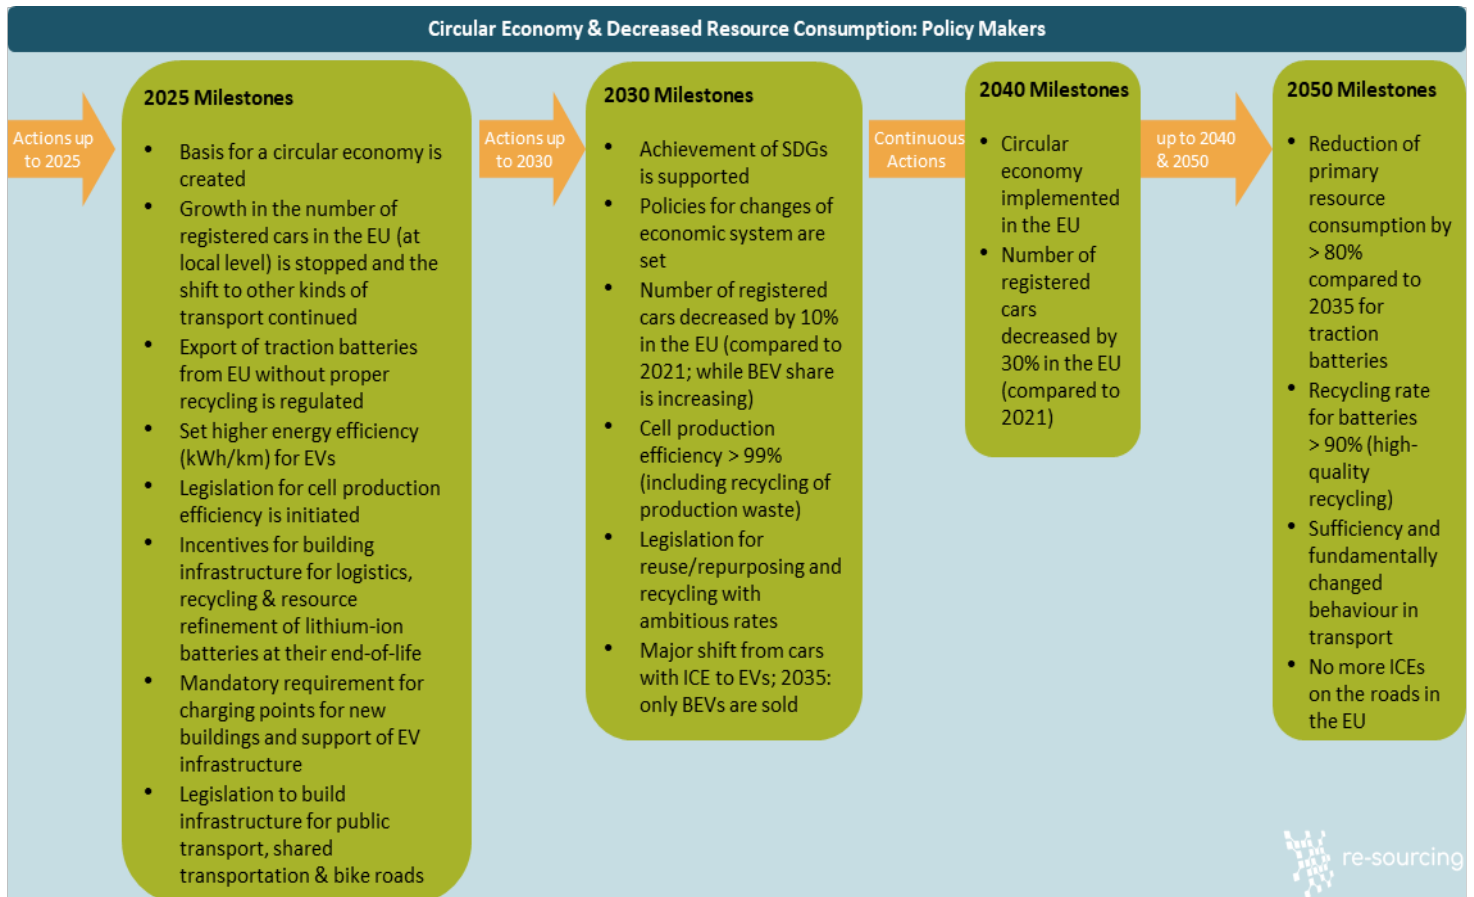 Circular Economy & Decreased Resource Consumption: Policy Makers
Actions up
to 2025
2025 Milestones
• Basis for a circular economy is
created
• Growth in the number of
registered cars in the EU (at
local level) is stopped and the
shift to other kinds of
transport continued
• Export of traction batteries
from EU without proper
recycling is regulated
• Set higher energy efficiency
(kWh/km) for EVs
• Legislation for cell production
efficiency is initiated
• Incentives for building
infrastructure for logistics,
recycling & resource
refinement of lithium-ion
batteries at their end-of-life
• Mandatory requirement for
charging points for new
buildings and support of EV
infrastructure
• Legislation to build
infrastructure for public
transport, shared
transportation & bike roads
Actions up
to 2030
2030 Milestones
• Achievement of SDGs
is supported
• Policies for changes of
economic system are
set
• Number of registered
cars decreased by 10%
in the EU (compared to
2021; while BEV share
is increasing)
• Cell production
efficiency > 99%
(including recycling of
production waste)
• Legislation for
reuse/repurposing and
recycling with
ambitious rates
• Major shift from cars
with ICE to EVs; 2035:
only BEVs are sold
Continuous
Actions
2040 Milestones
• Circular
economy
implemented
in the EU
• Number of
registered
cars
decreased by
30% in the EU
(compared to
2021)
up to 2040
& 2050
2050 Milestones
• Reduction of
primary
resource
consumption by
> 80%
compared to
2035 for
traction
batteries
• Recycling rate
for batteries
> 90% (high-
quality
recycling)
• Sufficiency and
fundamentally
changed
behaviour in
transport
• No more ICEs
on the roads in
the EU
re-sourcing